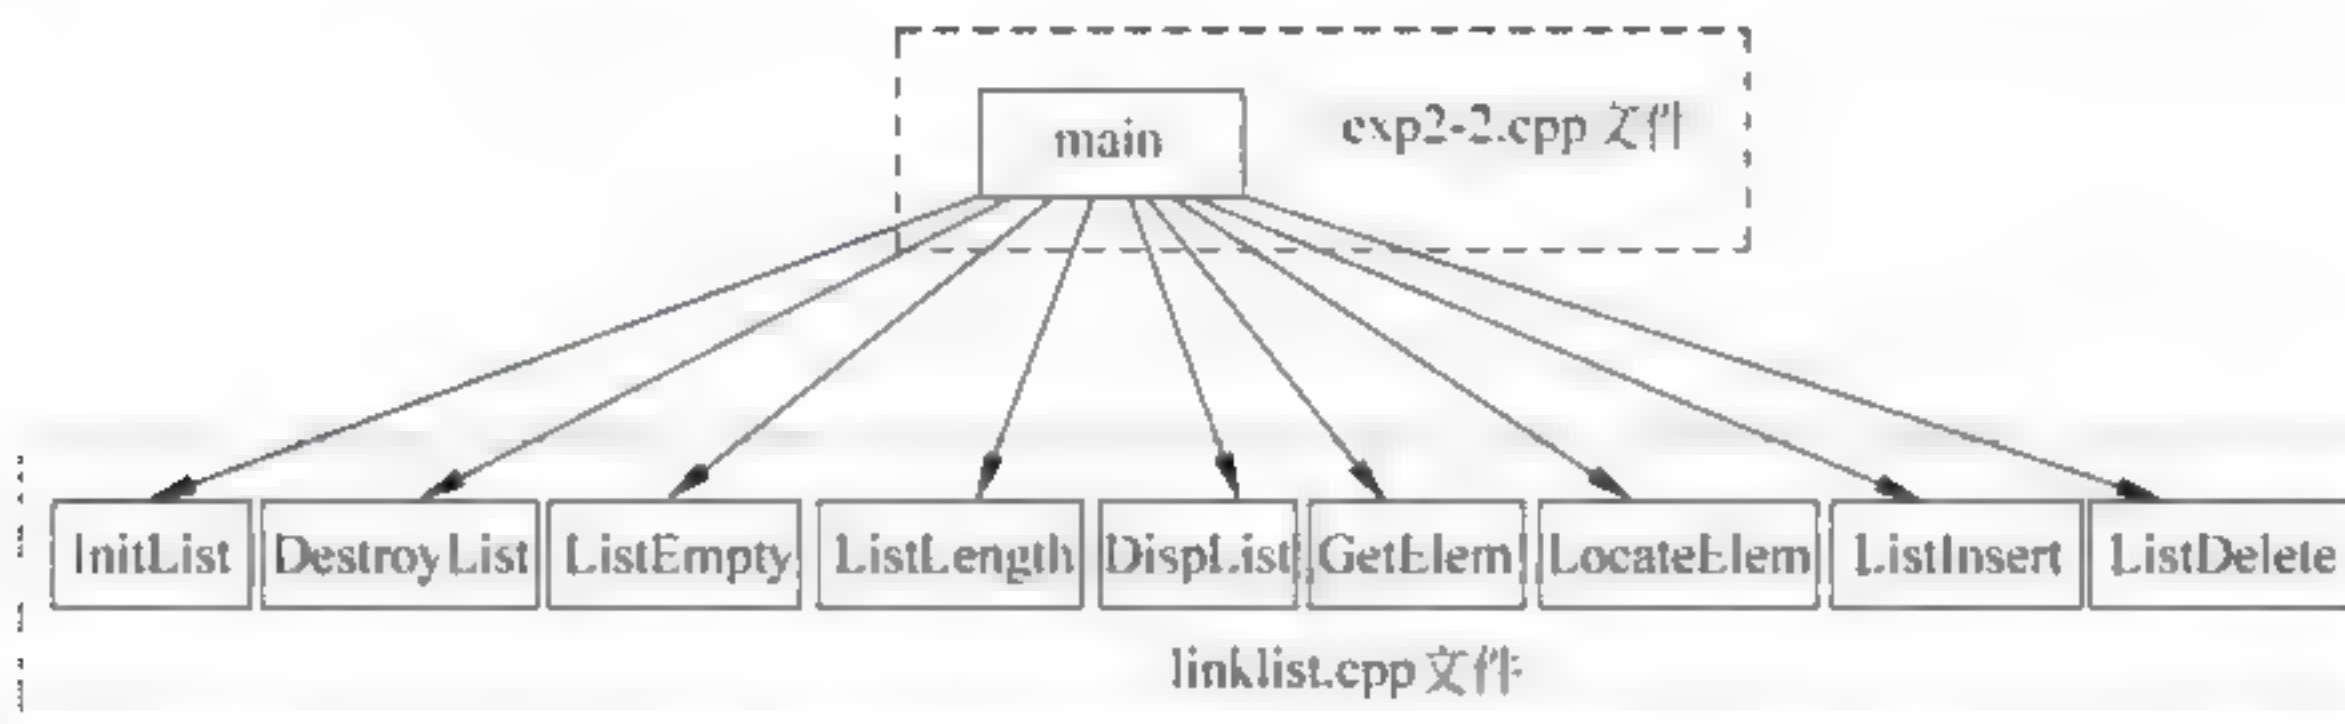 main
exp2-2.cpp 文件
InitList DestroyList ListEmpty ListLength DispList GetElem LocateElem ListInsert ListDelete
linklist.cpp 文件